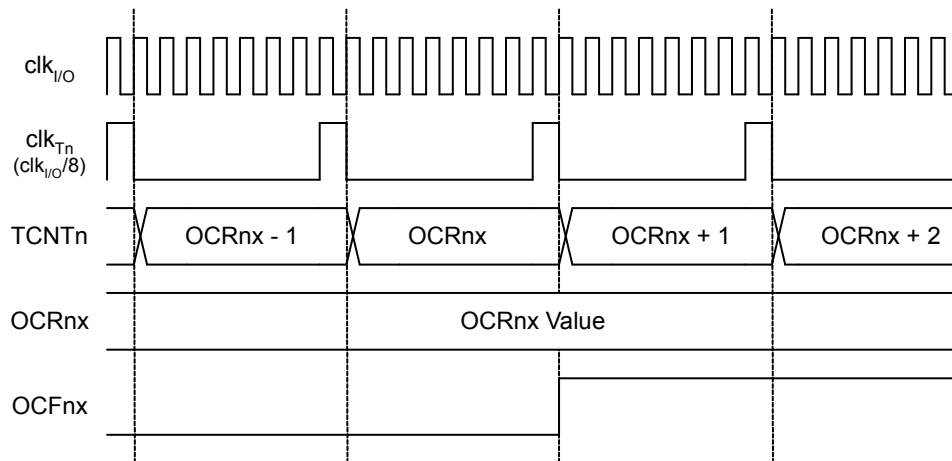 clkI/O
clkTn
(clkI/O/8)
TCNTn OCRnx - 1 OCRnx OCRnx + 1 OCRnx + 2
OCRnx OCRnx Value
OCFnx